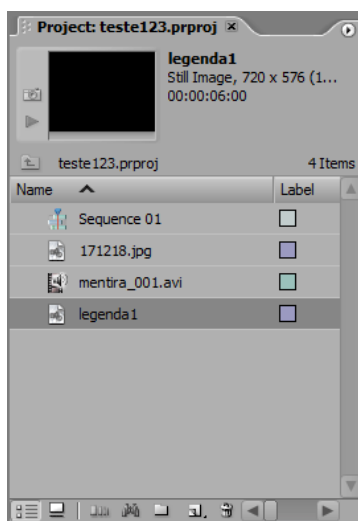 Project: teste123.prproj
legenda1
Still Image, 720 x 576 (1...
00:00:06:00
teste123.prproj 4 Items
Name Label
Sequence 01
171218.jpg
mentira_001.avi
legenda1